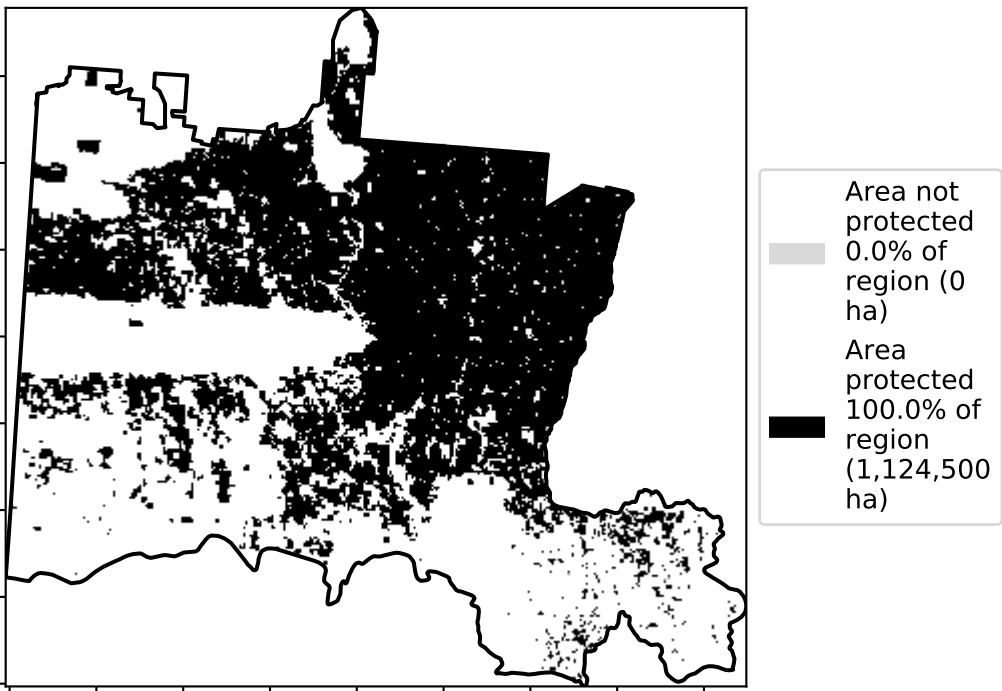 Area not
protected
0.0% of
region (0
ha)
Area
protected
100.0% of
region
(1,124,500
ha)